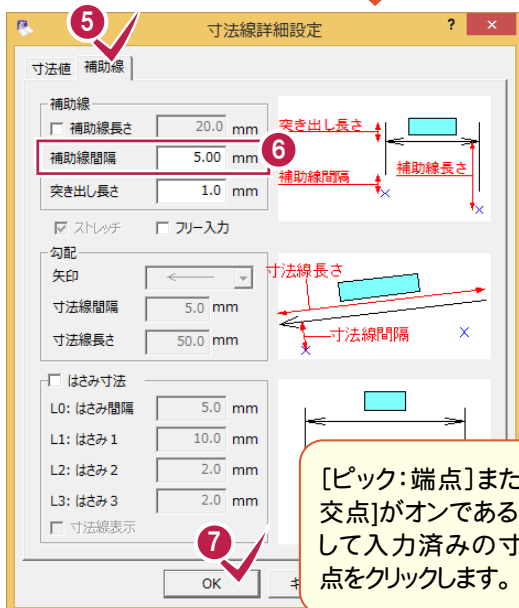 5
寸法線詳細設定 ? ×
寸法値 補助線
補助線
補助線長さ 20.0 mm
補助線間隔 5.00 mm
6
突き出し長さ 1.0 mm
突き出し長さ
補助線間隔
補助線長さ
ストレッチ フリー入力
勾配
矢印
寸法線間隔 5.0 mm
寸法線長さ 50.0 mm
寸法線長さ
寸法線間隔
はさみ寸法
L0: はさみ間隔 5.0 mm
L1: はさみ1 10.0 mm
L2: はさみ2 2.0 mm
L3: はさみ3 2.0 mm
寸法線表示
7
OK キ
[ピック:端点]また
交点]がオンである
して入力済みの寸
点をクリックします。